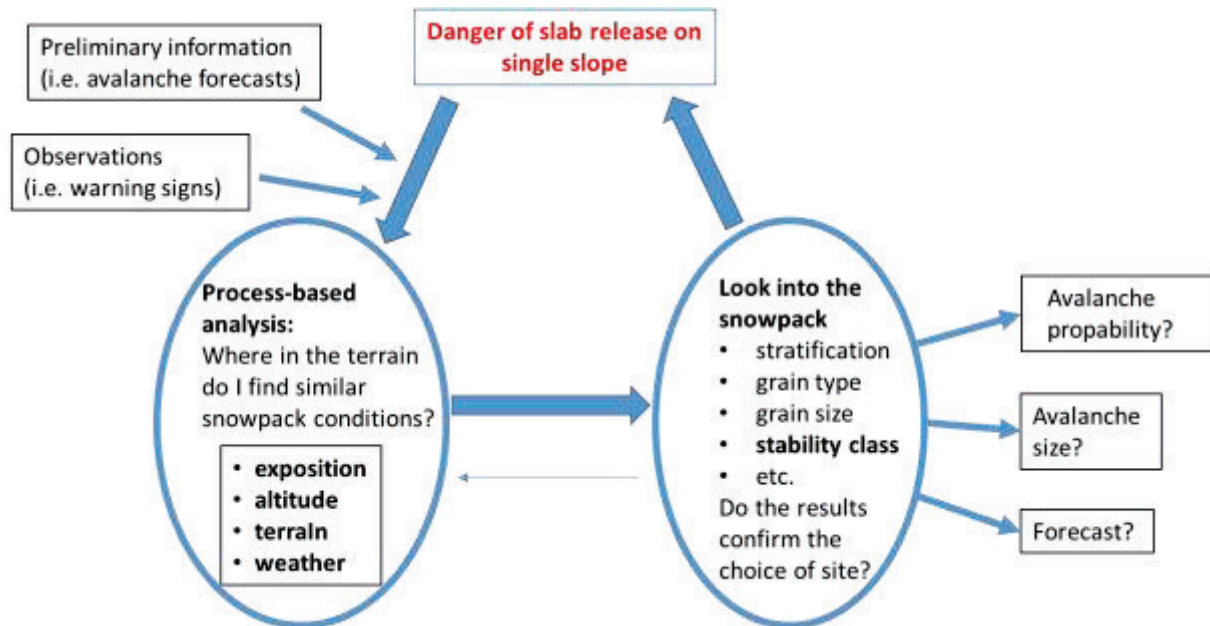 Danger of slab release on
single slope
Preliminary information
(i.e. avalanche forecasts)
Observations
(i.e. warning signs)
Process-based
analysis:
Where in the terrain
do I find similar
snowpack conditions?
• exposition
• altitude
• terraIn
• weather
Look into the
snowpack
• stratification
• grain type
• grain size
• stability class
• etc.
Do the results
confirm the
choice of site?
Avalanche
propability?
Avalanche
size?
Forecast?